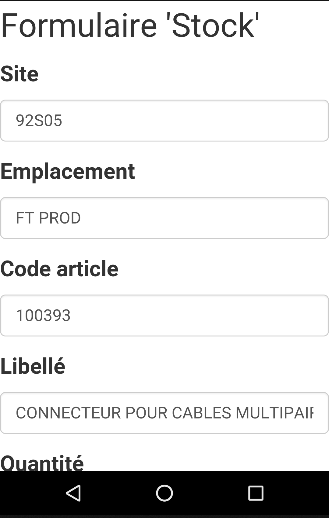 Formulaire 'Stock'
Site
92S05
Emplacement
FT PROD
Code article
100393
Libellé
CONNECTEUR POUR CABLES MULTIPAIR
Quantité